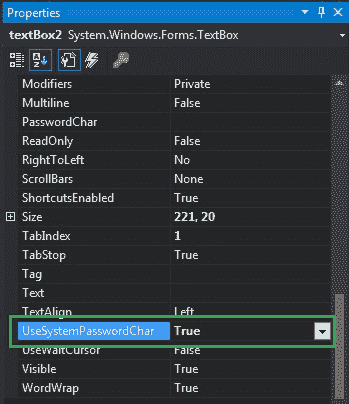 Properties
textBox2 System.Windows.Forms.TextBox
Modifiers Private
Multiline False
PasswordChar
ReadOnly False
RightToLeft No
ScrollBars None
ShortcutsEnabled True
Size 221, 20
TabIndex 1
TabStop True
Tag
Text
TextAlign Left
UseSystemPasswordChar True
UseWaitCursor False
Visible True
WordWrap True